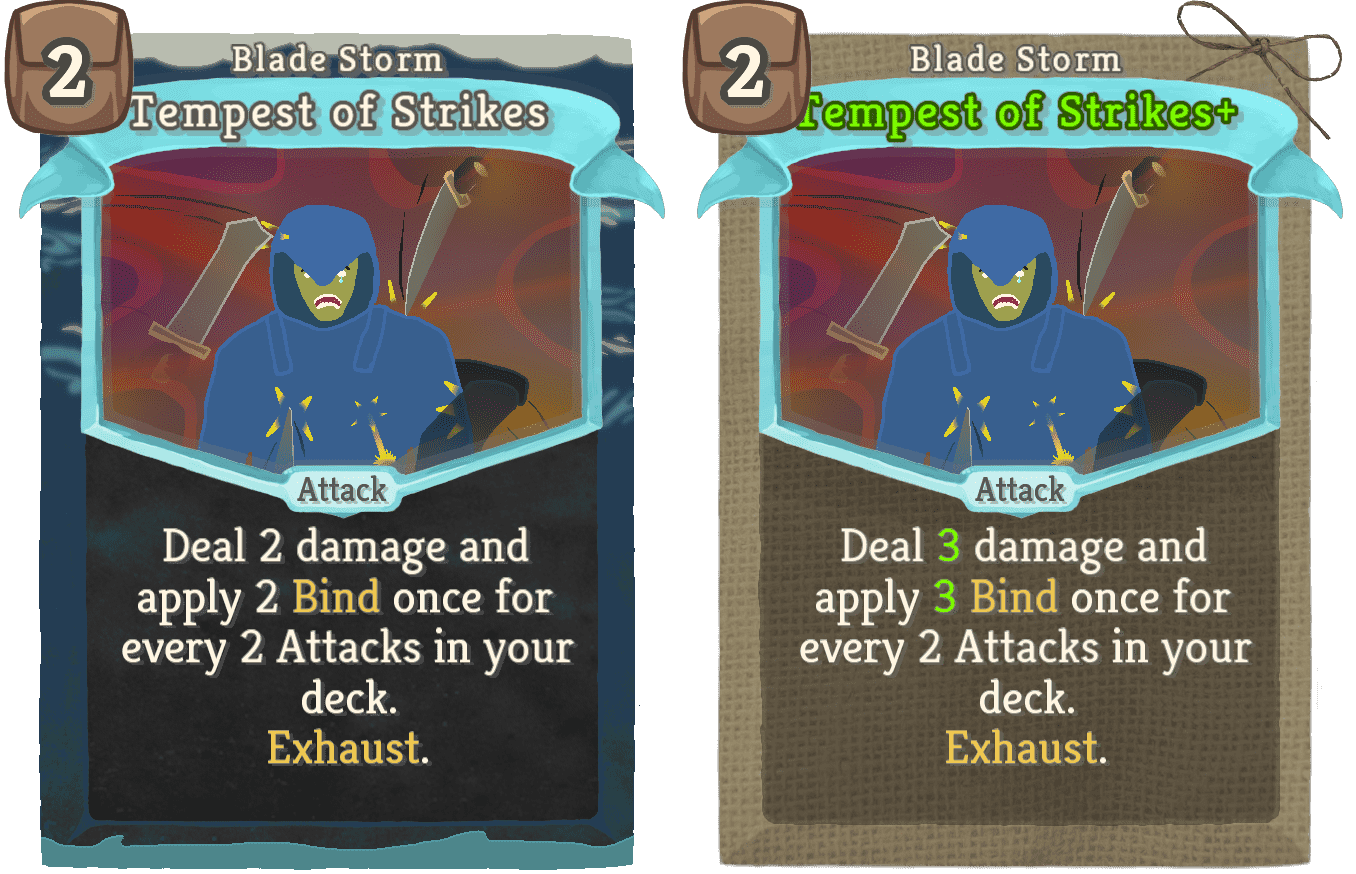 2
Blade Storm
Tempest of Strikes
Attack
Deal 2 damage and
apply 2 Bind once for
every 2 Attacks in your
deck.
Exhaust.
2
Blade Storm
Tempest of Strikes+
Attack
Deal 3 damage and
apply 3 Bind once for
every 2 Attacks in your
deck.
Exhaust.